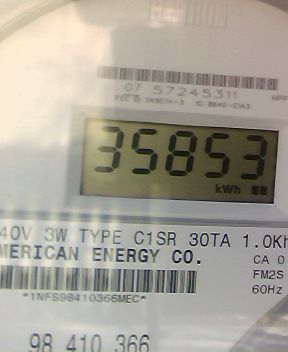 CENTRON
07 57245311
35853
kWh
40V 3W TYPE C1SR 30TA 1.0Kh
MERICAN ENERGY CO.
CA 0
FM2S
60Hz
*1NFS98410366MEC*
98 410 366